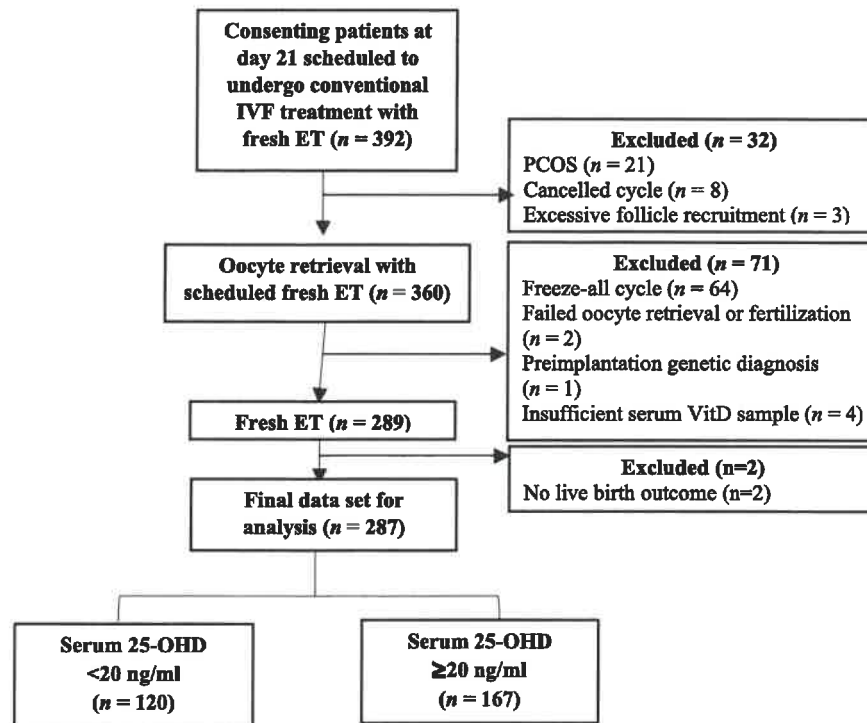 Consenting patients at
day 21 scheduled to
undergo conventional
IVF treatment with
fresh ET (n = 392)
Excluded (n = 32)
PCOS (n = 21)
Cancelled cycle (n = 8)
Excessive follicle recruitment (n = 3)
Oocyte retrieval with
scheduled fresh ET (n = 360)
Excluded (n = 71)
Freeze-all cycle (n = 64)
Failed oocyte retrieval or fertilization
(n = 2)
Preimplantation genetic diagnosis
(n = 1)
Insufficient serum VitD sample (n = 4)
Fresh ET (n = 289)
Excluded (n=2)
No live birth outcome (n=2)
Final data set for
analysis (n = 287)
Serum 25-OHD
<20 ng/ml
(n = 120)
Serum 25-OHD
≥20 ng/ml
(n = 167)